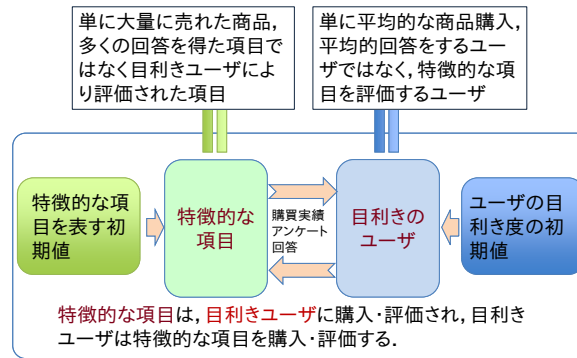 単に大量に売れた商品，
多くの回答を得た項目で
はなく目利きユーザによ
り評価された項目
単に平均的な商品購入，
平均的回答をするユー
ザではなく，特徴的な項
目を評価するユーザ
特徴的な項
目を表す初
期値
特徴的な
項目
購買実績
アンケート
回答
目利きの
ユーザ
ユーザの目
利き度の初
期値
特徴的な項目は，目利きユーザに購入・評価され，目利き
ユーザは特徴的な項目を購入・評価する．